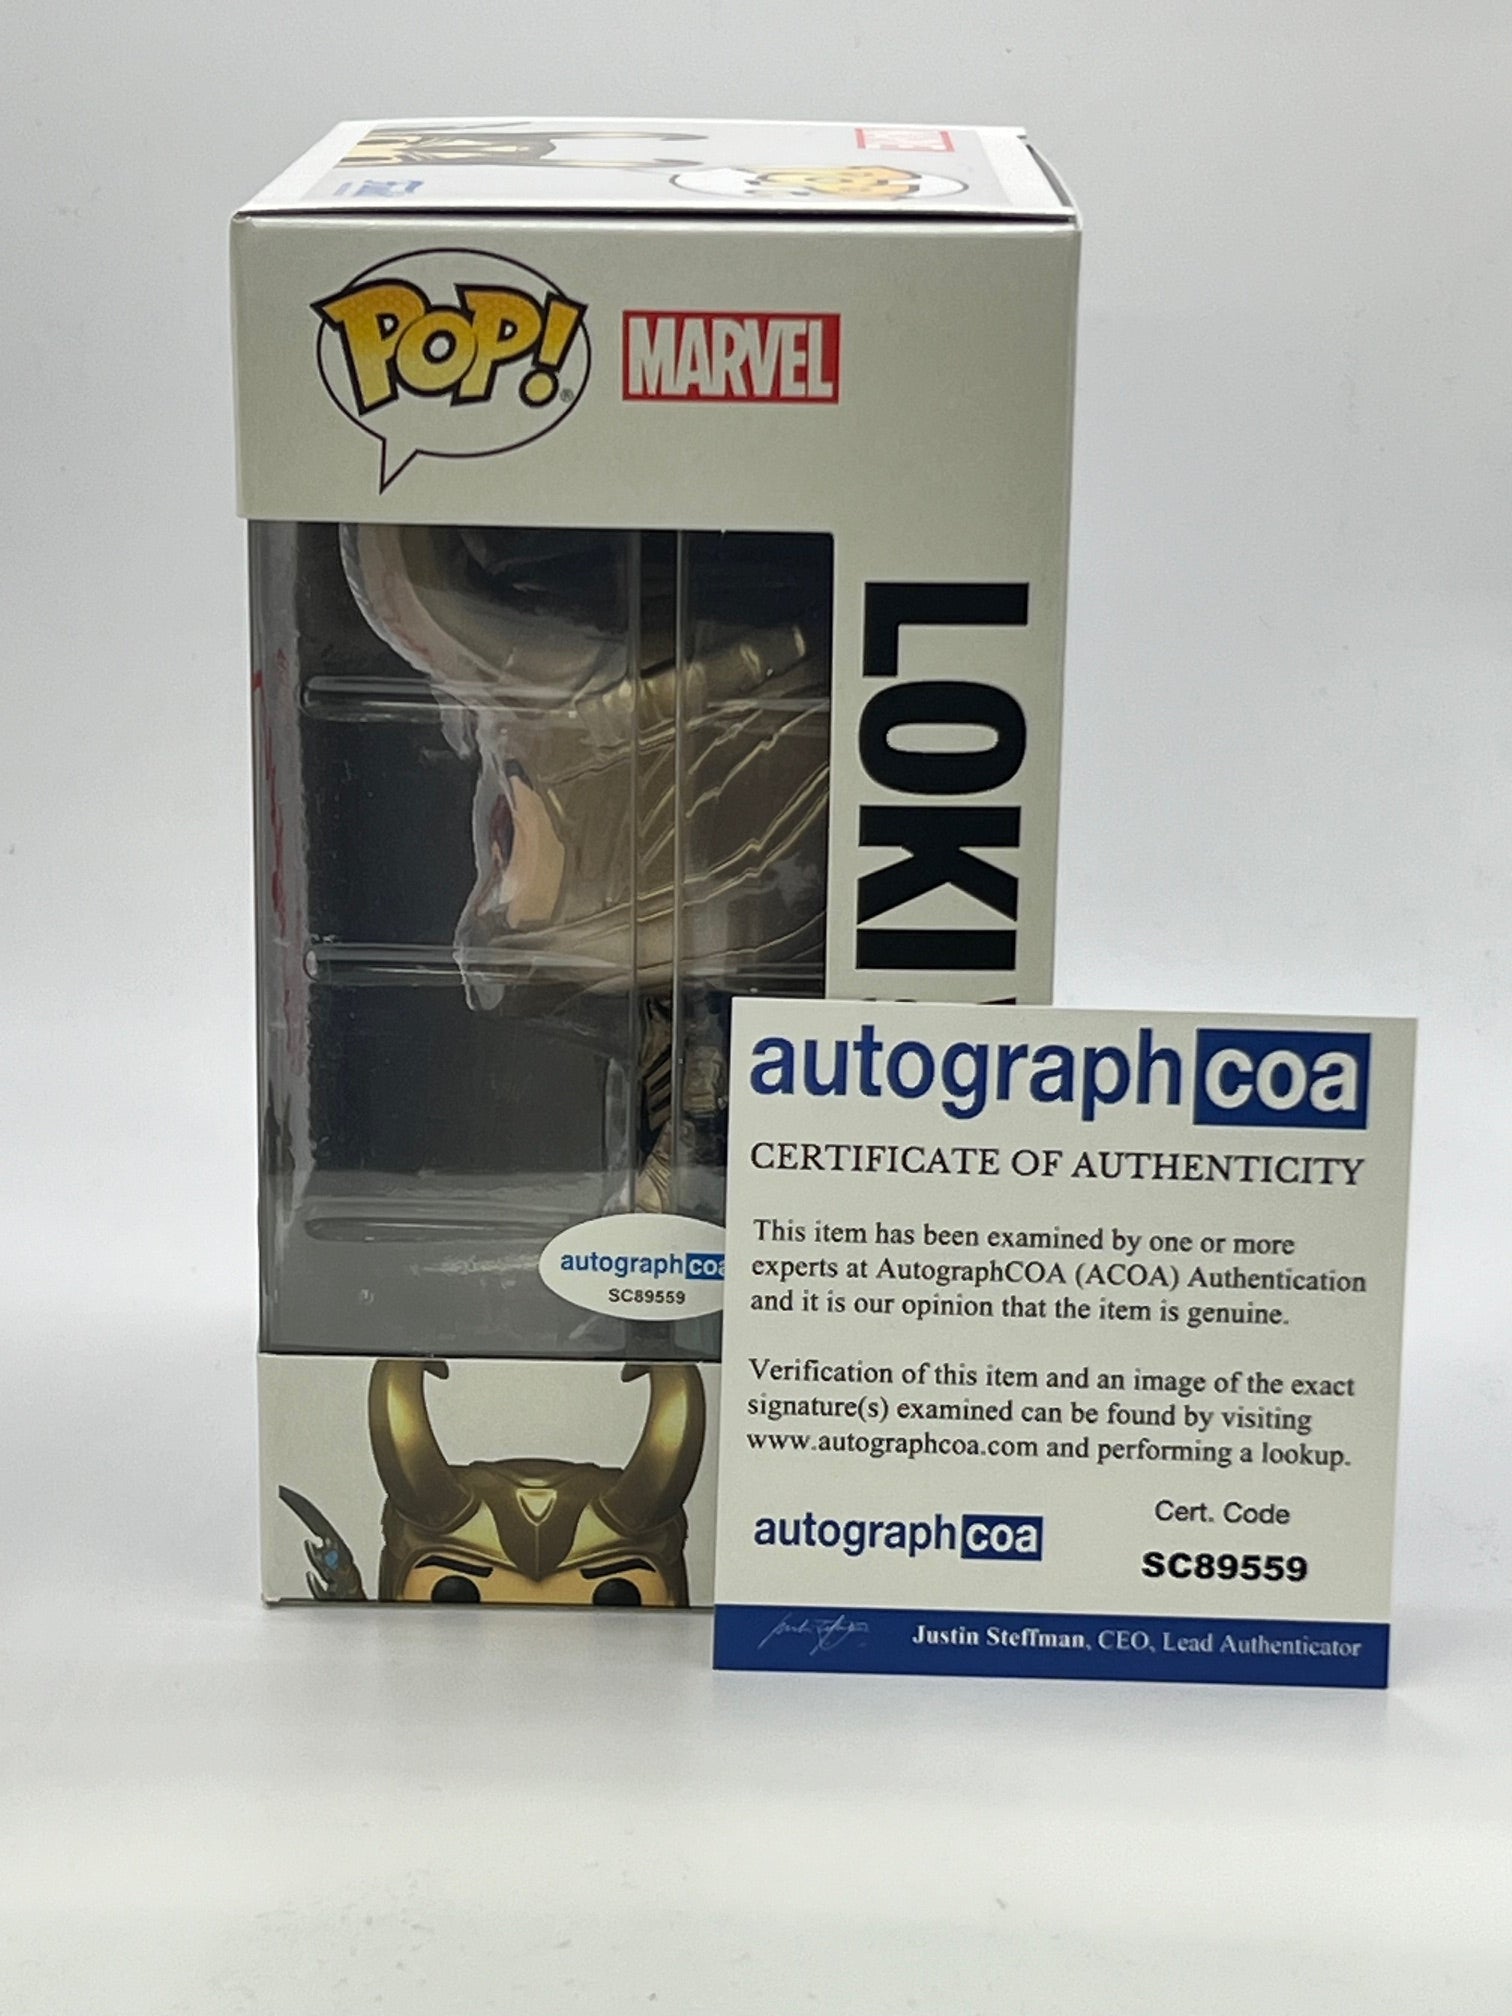 POP!
MARVEL
LOKI
autographcoa
SC89559
autographcoa
CERTIFICATE OF AUTHENTICITY
This item has been examined by one or more
experts at AutographCOA (ACOA) Authentication
and it is our opinion that the item is genuine.
Verification of this item and an image of the exact
signature(s) examined can be found by visiting
www.autographcoa.com and performing a lookup.
autographcoa
Cert. Code
SC89559
Justin Steffman, CEO, Lead Authenticator